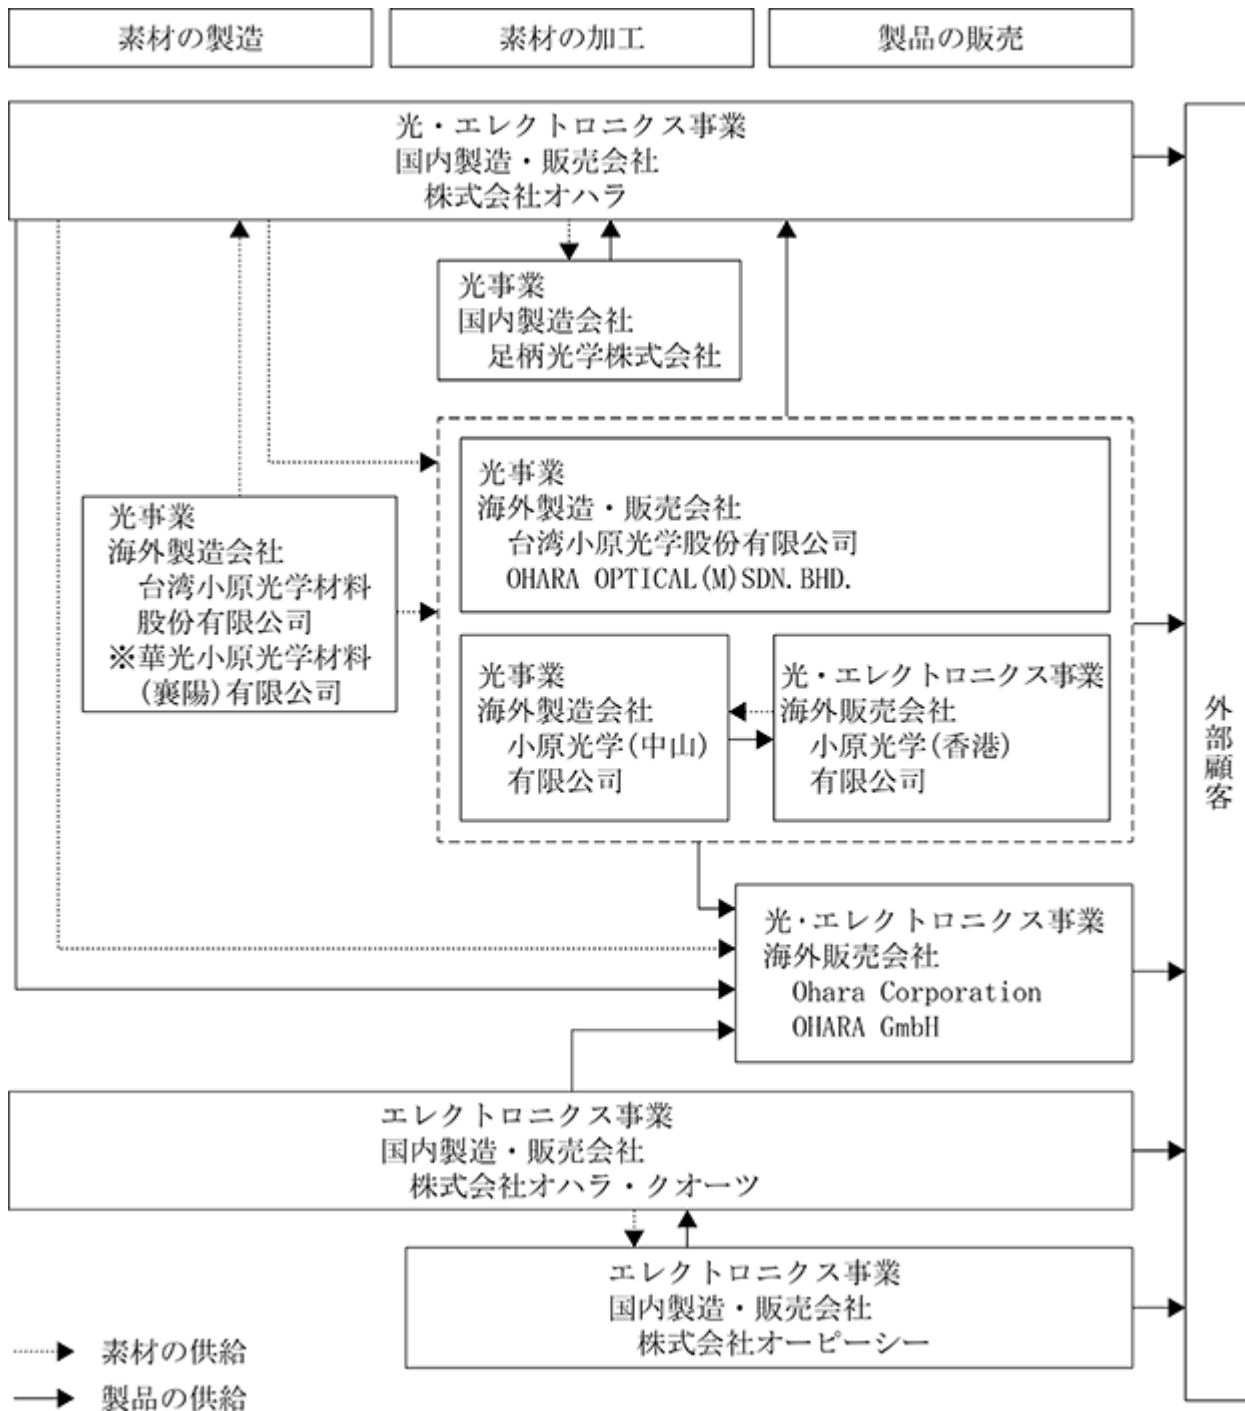 素材の製造
素材の加工
製品の販売
光・エレクトロニクス事業
国内製造・販売会社
株式会社オハラ
光事業
国内製造会社
足柄光学株式会社
光事業
海外製造・販売会社
台湾小原光学股份有限公司
OHARA OPTICAL(M)SDN.BHD.
光事業
海外製造会社
台湾小原光学材料
股份有限公司
※華光小原光学材料
(襄陽)有限公司
光事業
海外製造会社
小原光学(中山)
有限公司
光・エレクトロニクス事業
海外販売会社
小原光学(香港)
有限公司
外部顧客
光・エレクトロニクス事業
海外販売会社
Ohara Corporation
OHARA GmbH
エレクトロニクス事業
国内製造・販売会社
株式会社オハラ・クオーツ
エレクトロニクス事業
国内製造・販売会社
株式会社オーピーシー
素材の供給
製品の供給